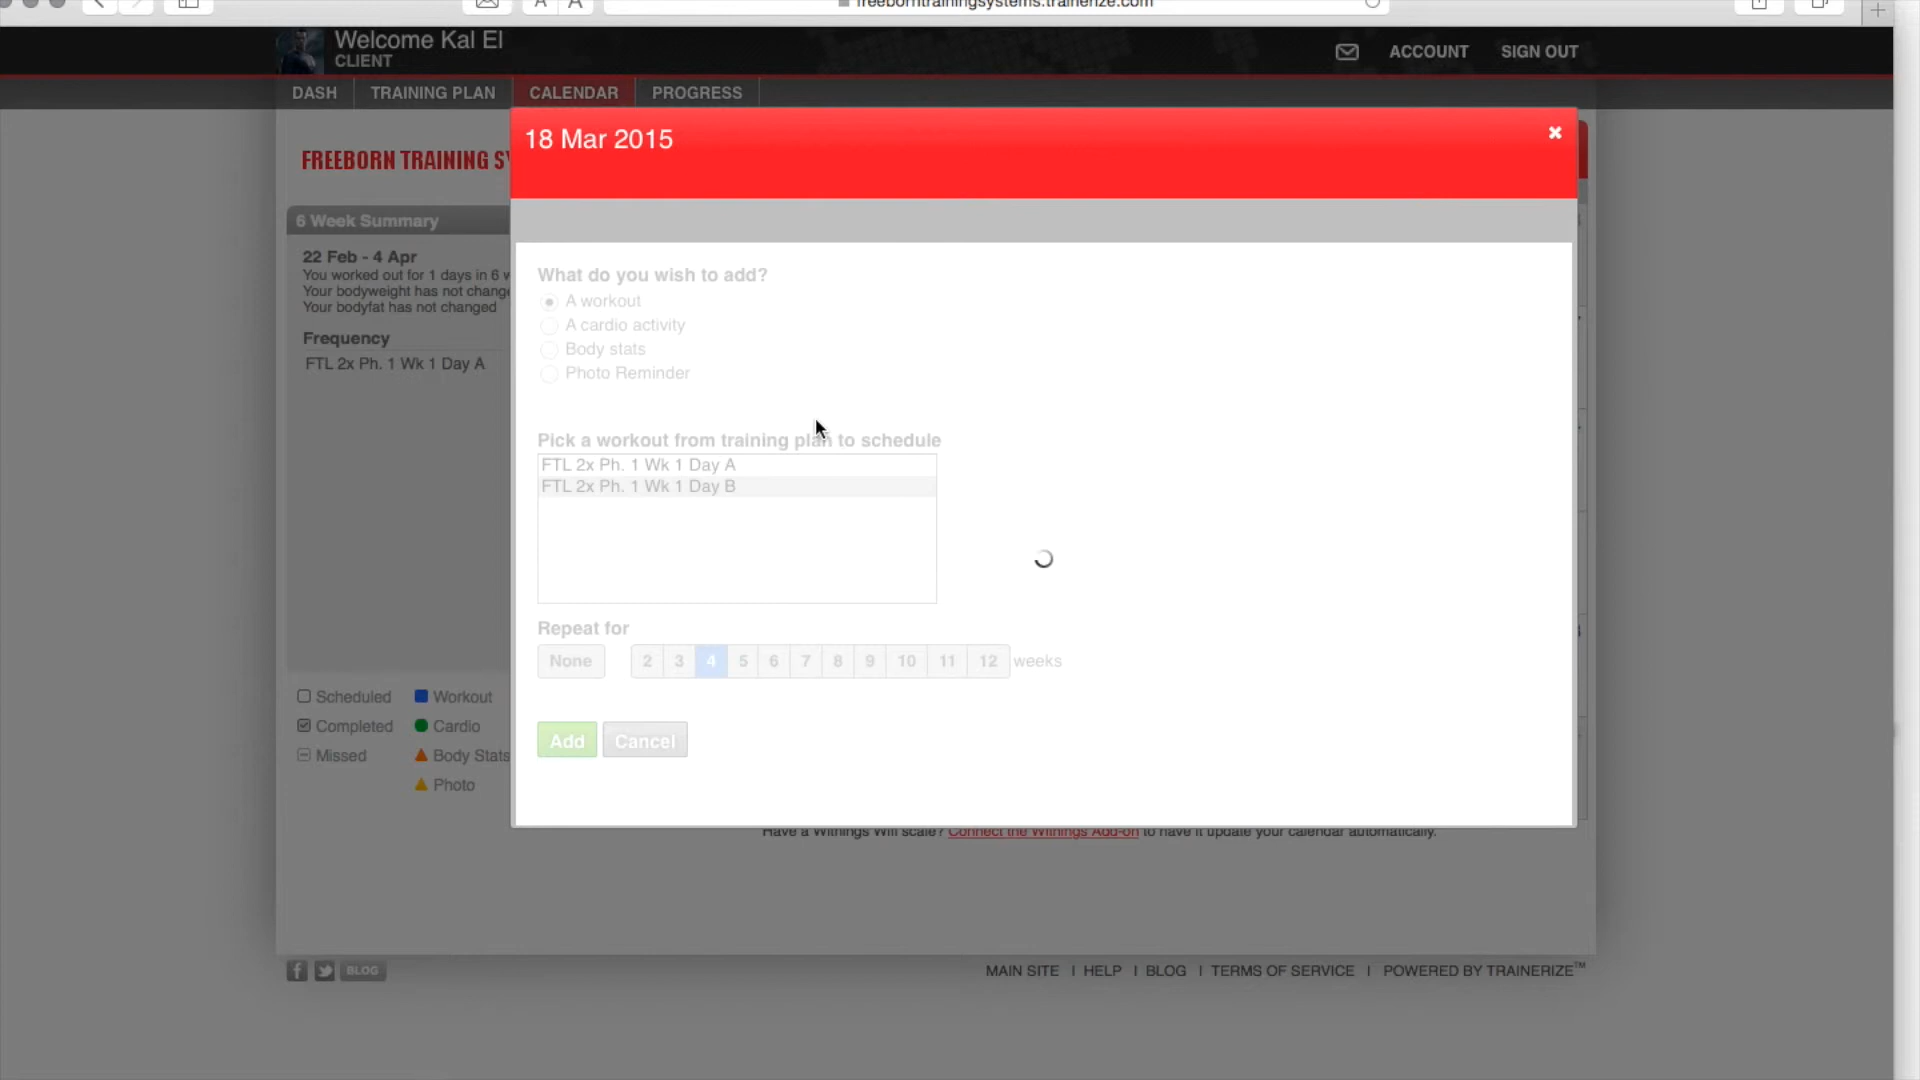 freeborntrainingsystems.trainerize.com
Welcome Kal El
CLIENT
ACCOUNT
SIGN OUT
DASH
TRAINING PLAN
CALENDAR
PROGRESS
18 Mar 2015
FREEBORN TRAINING SY
6 Week Summary
22 Feb - 4 Apr
You worked out for 1 days in 6 w
Your bodyweight has not change
Your bodyfat has not changed
Frequency
FTL 2x Ph. 1 Wk 1 Day A
What do you wish to add?
A workout
A cardio activity
Body stats
Photo Reminder
Pick a workout from training plan to schedule
FTL 2x Ph. 1 Wk 1 Day A
FTL 2x Ph. 1 Wk 1 Day B
Repeat for
None 2 3 4 5 6 7 8 9 10 11 12 weeks
Add Cancel
Scheduled Workout
Completed Cardio
Missed Body Stats
Photo
Have a Withings Wifi scale? Connect the Withings Add-on to have it update your calendar automatically.
BLOG
MAIN SITE | HELP | BLOG | TERMS OF SERVICE | POWERED BY TRAINERIZE™